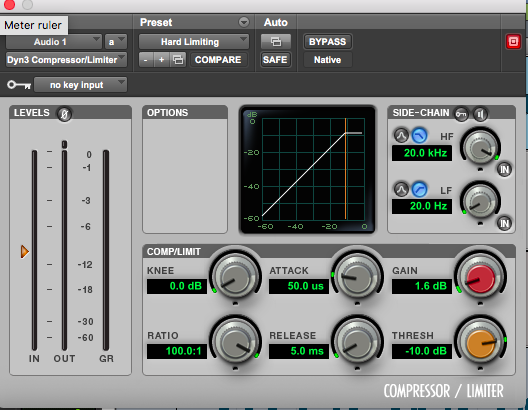 Preset
Auto
Meter ruler
Audio 1
a
Hard Limiting
BYPASS
Dyn3 Compressor/Limiter
- + COMPARE
SAFE
Native
no key input
LEVELS Ø
OPTIONS
SIDE-CHAIN
0
-1
-3
-6
-12
-18
-30
-60
IN OUT GR
dB
0
-20
-40
-60
-60 -40 -20 0
HF
20.0 kHz
IN
LF
20.0 Hz
IN
COMP/LIMIT
KNEE
0.0 dB
ATTACK
50.0 us
GAIN
1.6 dB
RATIO
100.0:1
RELEASE
5.0 ms
THRESH
-10.0 dB
COMPRESSOR / LIMITER